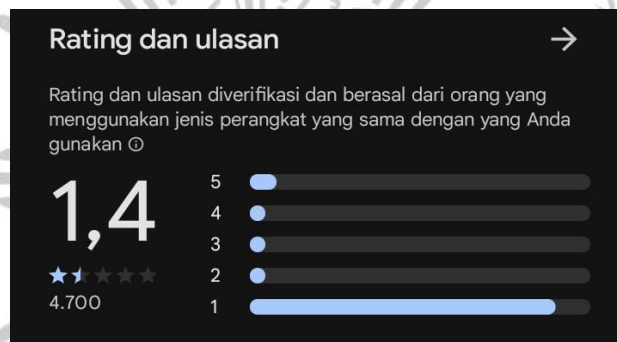 Rating dan ulasan
Rating dan ulasan diverifikasi dan berasal dari orang yang
menggunakan jenis perangkat yang sama dengan yang Anda
gunakan
1,4
4.700
5
4
3
2
1